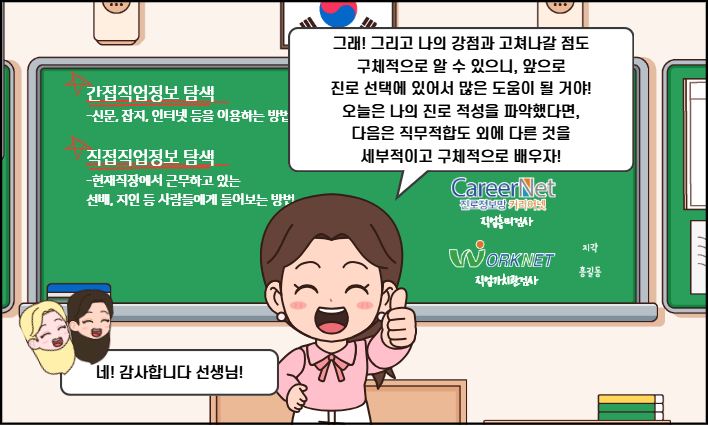 그래! 그리고 나의 강점과 고쳐나갈 점도
구체적으로 알 수 있으니, 앞으로
진로 선택에 있어서 많은 도움이 될 거야!
오늘은 나의 진로 적성을 파악했다면,
다음은 직무적합도 외에 다른 것을
세부적이고 구체적으로 배우자!
간접직업정보 탐색
-신문, 잡지, 인터넷 등을 이용하는 방법
직접직업정보 탐색
-현재직장에서 근무하고 있는
선배, 지인 등 사람들에게 들어보는 방법
CareerNet
진로정보망 커리어넷
직업흥미검사
WORKNET
직업가치관검사
지각
홍길동
네! 감사합니다 선생님!